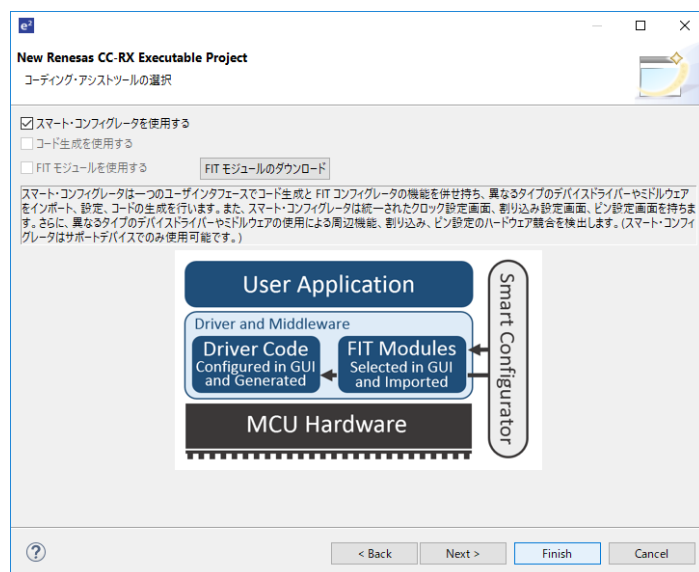 e²
New Renesas CC-RX Executable Project
コーディング・アシストツールの選択
スマート・コンフィグレータを使用する
コード生成を使用する
FIT モジュールを使用する
FIT モジュールのダウンロード
スマート・コンフィグレータは一つのユーザインタフェースでコード生成と FIT コンフィグレータの機能を併せ持ち、異なるタイプのデバイスドライバーやミドルウェア
をインポート、設定、コードの生成を行います。また、スマート・コンフィグレータは統一されたクロック設定画面、割り込み設定画面、ピン設定画面を持ちま
す。さらに、異なるタイプのデバイスドライバーやミドルウェアの使用による周辺機能、割り込み、ピン設定のハードウェア競合を検出します。(スマート・コンフィ
グレータはサポートデバイスでのみ使用可能です。)
User Application
Driver and Middleware
Driver Code
Configured in GUI
and Generated
FIT Modules
Selected in GUI
and Imported
MCU Hardware
Smart Configurator
?
< Back
Next >
Finish
Cancel